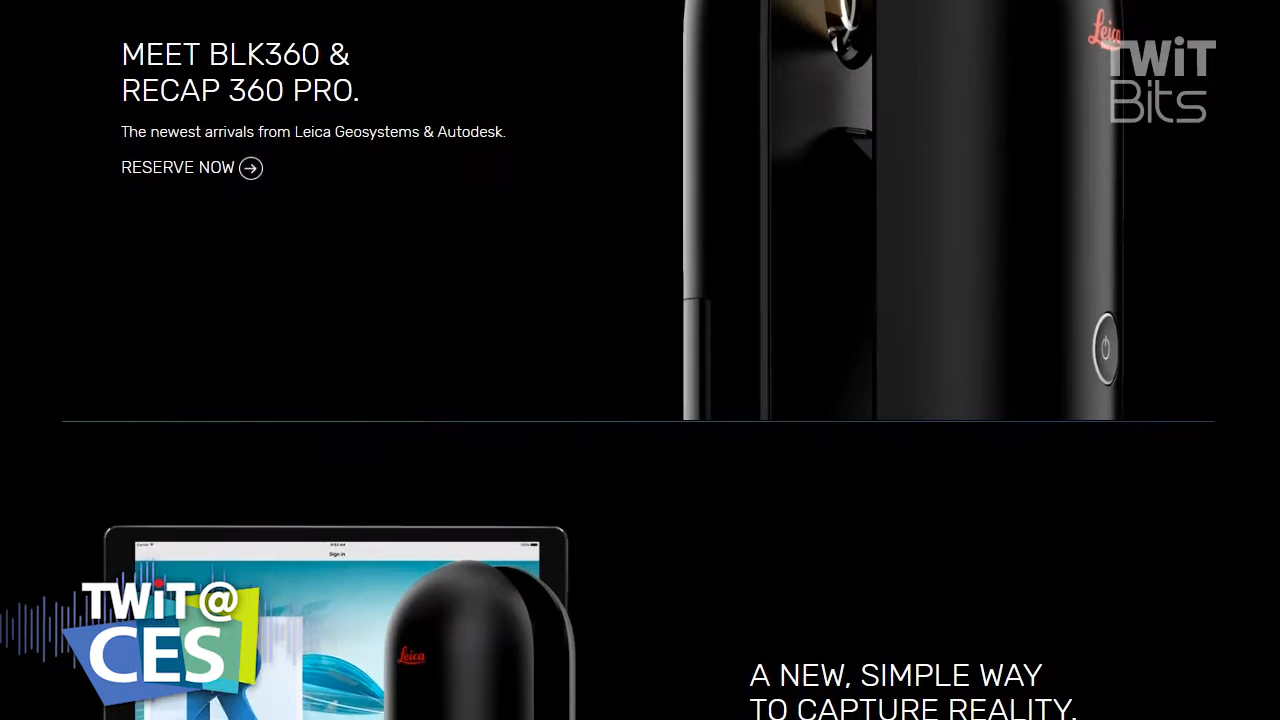 MEET BLK360 &
RECAP 360 PRO.
The newest arrivals from Leica Geosystems & Autodesk.
RESERVE NOW
Leica
TWiT
Bits
Sign In
TWiT@
CES
Leica
A NEW, SIMPLE WAY
TO CAPTURE REALITY.